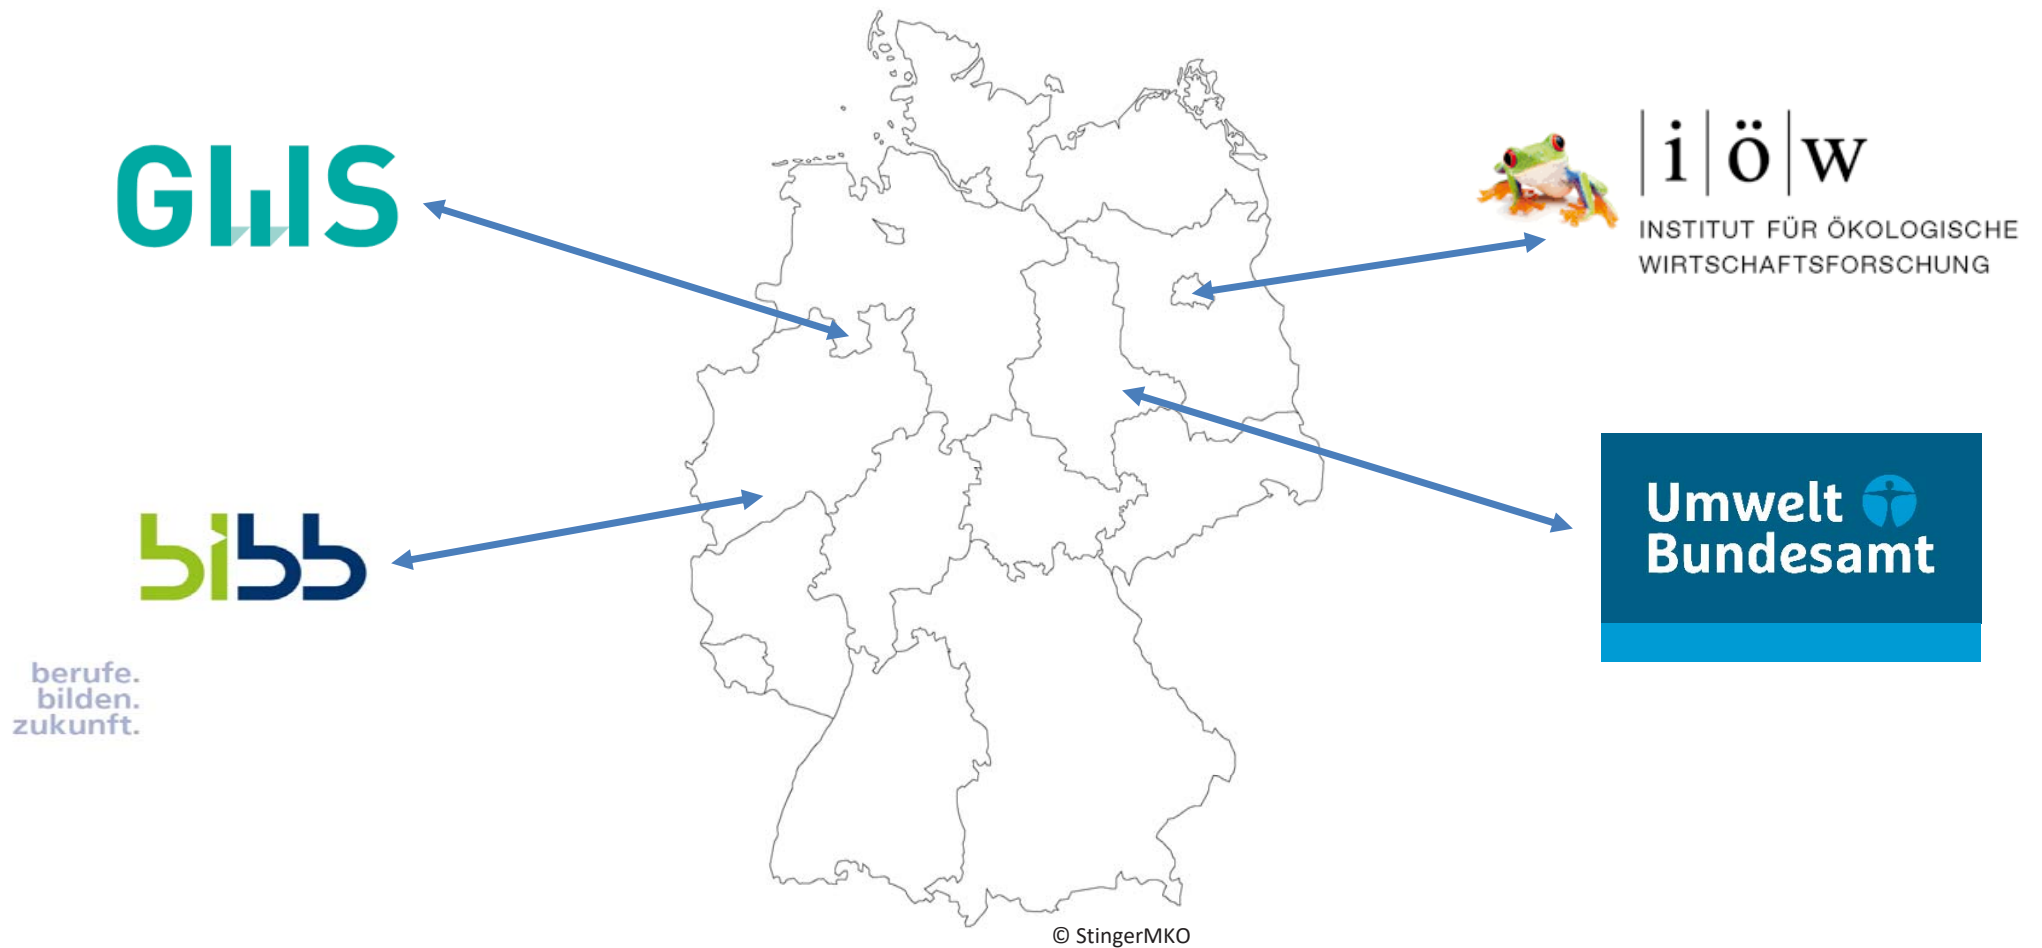 GWS
|i|ö|w
INSTITUT FÜR ÖKOLOGISCHE
WIRTSCHAFTSFORSCHUNG
bibb
berufe.
bilden.
zukunft.
Umwelt
Bundesamt
© StingerMKO